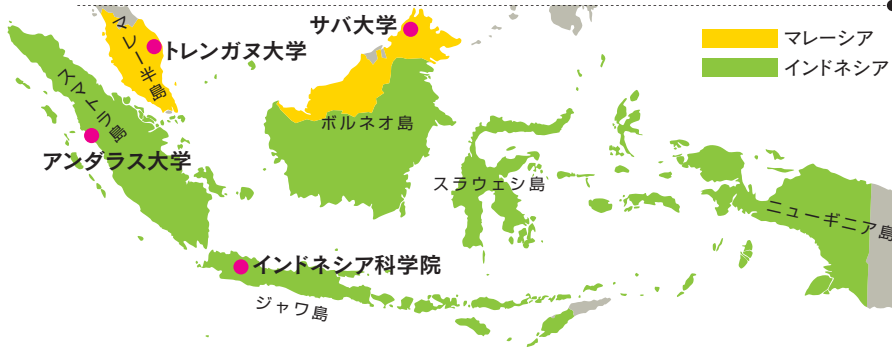 サバ大学
マレーシア
マレー半島
トレンガヌ大学
インドネシア
スマトラ島
ボルネオ島
アンダラス大学
スラウェシ島
ニューギニア島
インドネシア科学院
ジャワ島